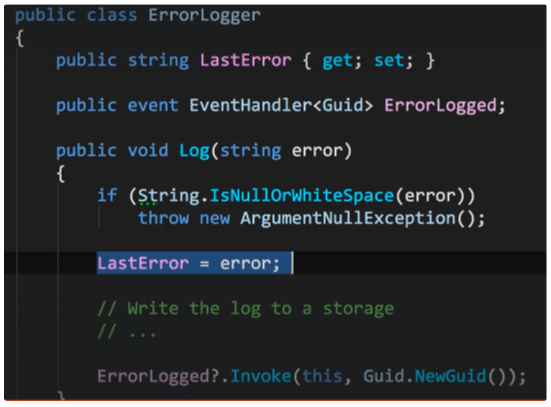 public class ErrorLogger
{
public string LastError { get; set; }
public event EventHandler<Guid> ErrorLogged;
public void Log(string error)
{
if (String.IsNullOrWhiteSpace(error))
throw new ArgumentNullException();
LastError = error;
// Write the log to a storage
// ...
ErrorLogged?.Invoke(this, Guid.NewGuid());
}